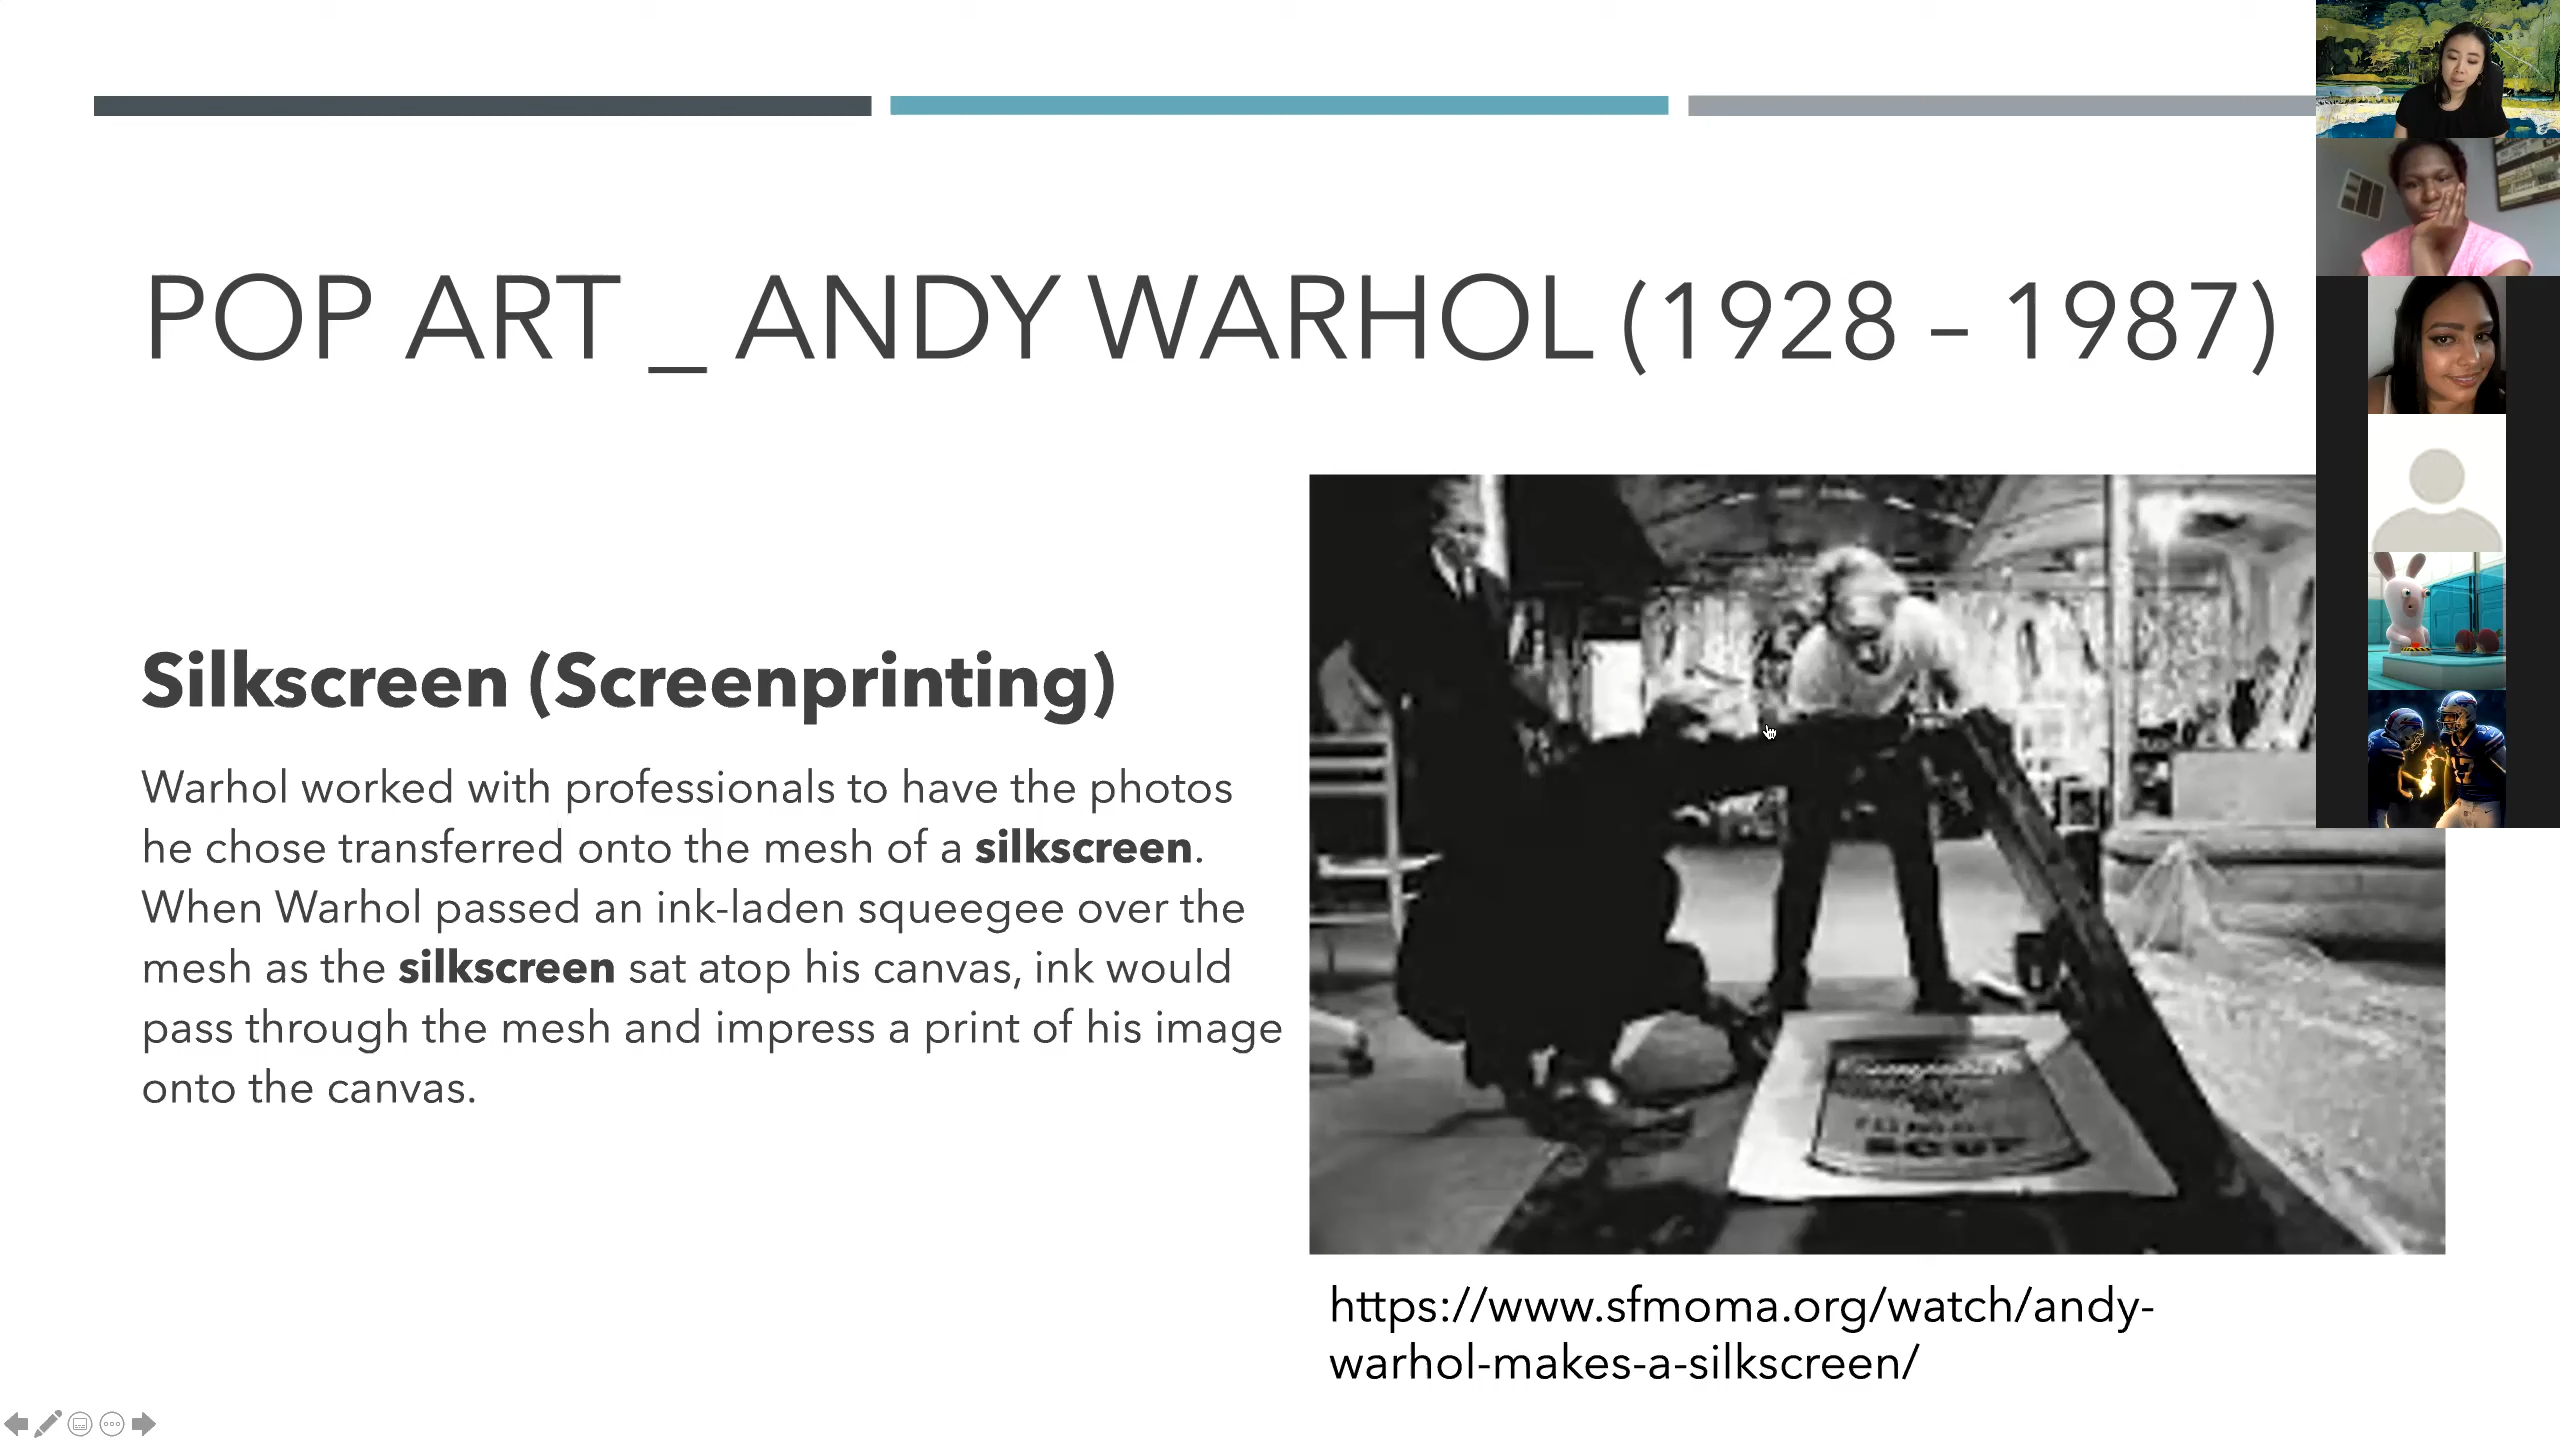 POP ART _ ANDY WARHOL (1928 – 1987)
Silkscreen (Screenprinting)
Warhol worked with professionals to have the photos
he chose transferred onto the mesh of a silkscreen.
When Warhol passed an ink-laden squeegee over the
mesh as the silkscreen sat atop his canvas, ink would
pass through the mesh and impress a print of his image
onto the canvas.
SOUP
https://www.sfmoma.org/watch/andy-
warhol-makes-a-silkscreen/